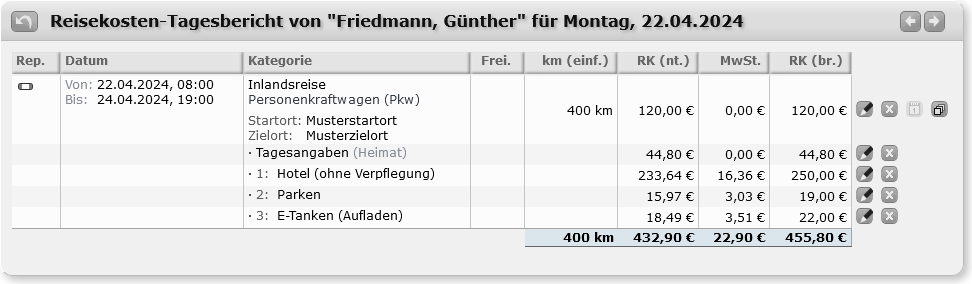 Reisekosten-Tagesbericht von "Friedmann, Günther" für Montag, 22.04.2024
Rep. Datum Kategorie Frei. km (einf.) RK (nt.) MwSt. RK (br.)
Von: 22.04.2024, 08:00 Inlandsreise
Bis: 24.04.2024, 19:00 Personenkraftwagen (Pkw)
400 km 120,00 € 0,00 € 120,00 €
Startort: Musterstartort
Zielort: Musterzielort
· Tagesangaben (Heimat) 44,80 € 0,00 € 44,80 €
· 1: Hotel (ohne Verpflegung) 233,64 € 16,36 € 250,00 €
· 2: Parken 15,97 € 3,03 € 19,00 €
· 3: E-Tanken (Aufladen) 18,49 € 3,51 € 22,00 €
400 km 432,90 € 22,90 € 455,80 €